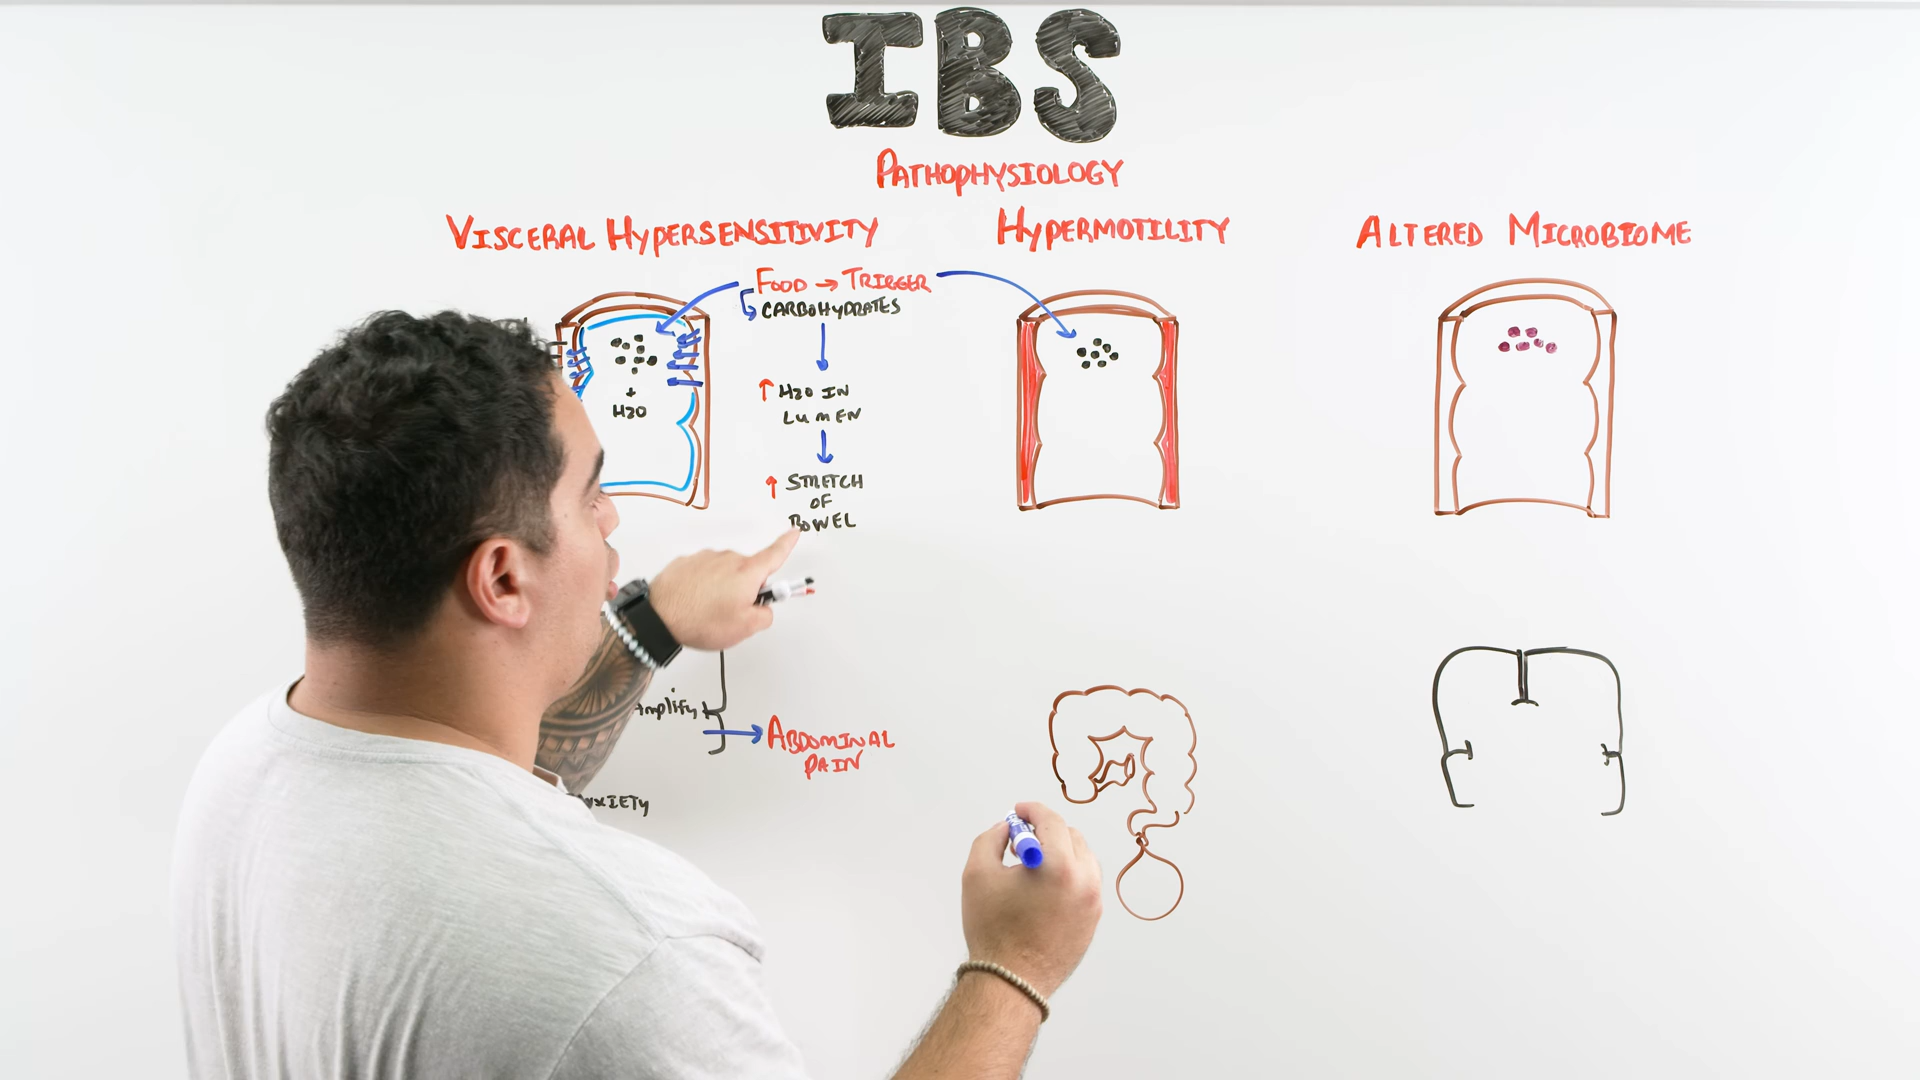 IBS
PATHOPHYSIOLOGY
VISCERAL HYPERSENSITIVITY
HYPERMOTILITY
ALTERED MICROBIOME
FOOD → TRIGGER
CARBOHYDRATES
+
H2O
↑ H2O IN
LUMEN
↑ STRETCH
OF
BOWEL
Amplify
ABDOMINAL
PAIN